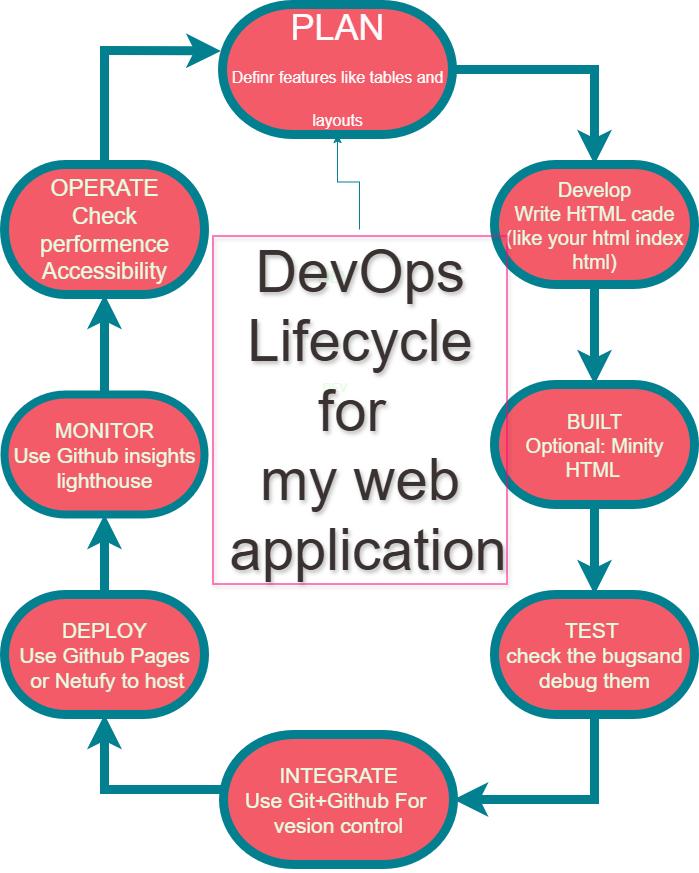 PLAN
Definr features like tables and
layouts
OPERATE
Check
performence
Accessibility
Develop
Write HtTML cade
(like your html index
html)
DevOps
Lifecycle
for
my web
application
MONITOR
Use Github insights
lighthouse
BUILT
Optional: Minity
HTML
DEPLOY
Use Github Pages
or Netufy to host
TEST
check the bugsand
debug them
INTEGRATE
Use Git+Github For
vesion control